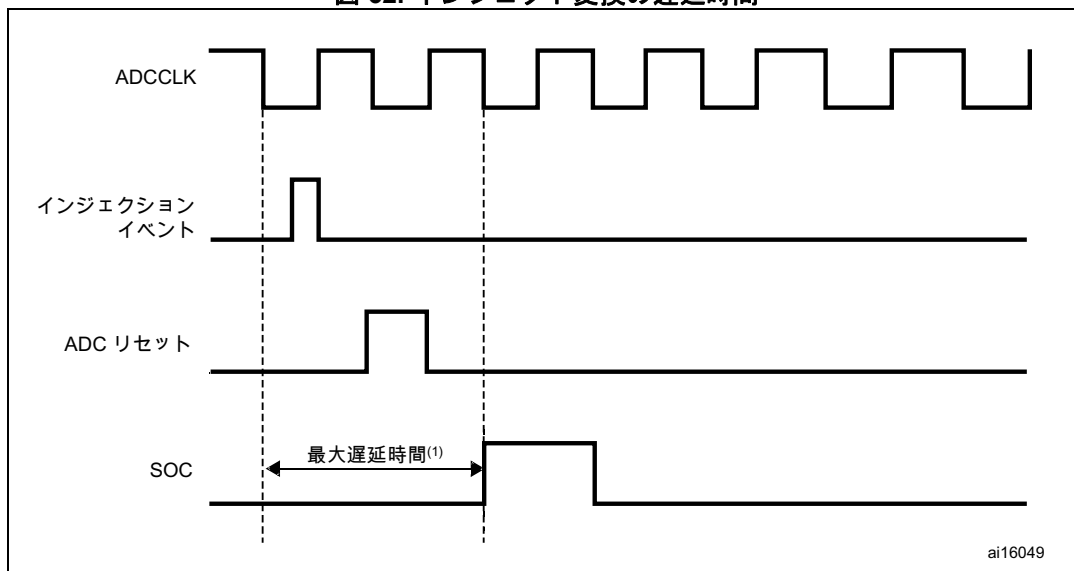 ADCCLK
インジェクション
イベント
ADC リセット
最大遅延時間(1)
SOC
ai16049